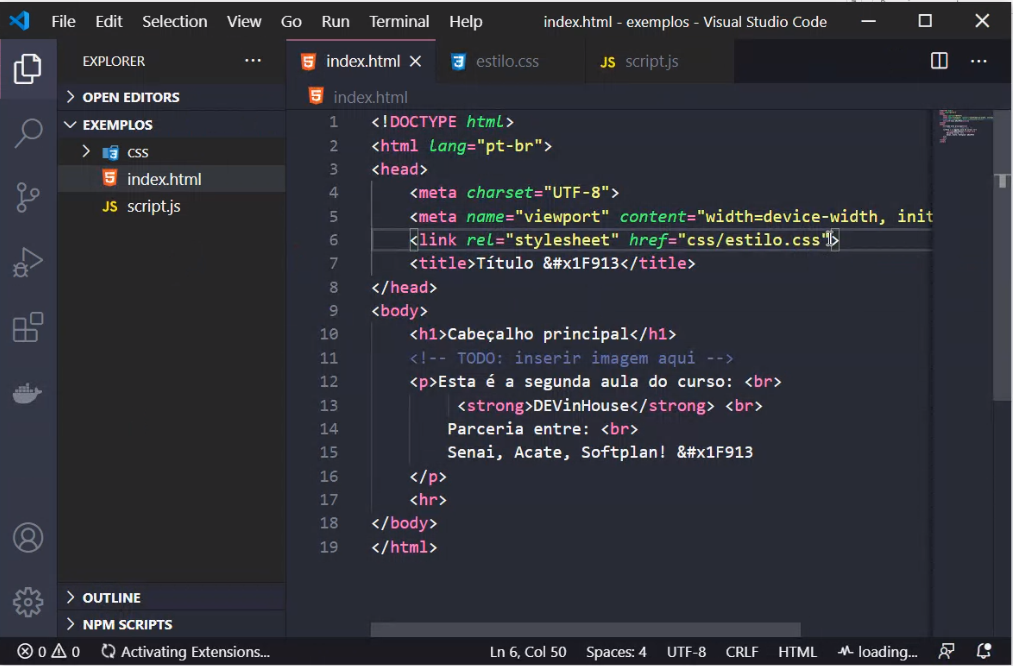 File Edit Selection View Go Run Terminal Help index.html - exemplos - Visual Studio Code
EXPLORER
index.html
estilo.css
JS script.js
OPEN EDITORS
EXEMPLOS
css
index.html
JS script.js
OUTLINE
NPM SCRIPTS
index.html
1 <!DOCTYPE html>
2 <html lang="pt-br">
3 <head>
4 <meta charset="UTF-8">
5 <meta name="viewport" content="width=device-width, init
6 <link rel="stylesheet" href="css/estilo.css">
7 <title>Título &#x1F913</title>
8 </head>
9 <body>
10 <h1>Cabeçalho principal</h1>
11 <!-- TODO: inserir imagem aqui -->
12 <p>Esta é a segunda aula do curso: <br>
13 <strong>DEVinHouse</strong> <br>
14 Parceria entre: <br>
15 Senai, Acate, Softplan! &#x1F913
16 </p>
17 <hr>
18 </body>
19 </html>
0 0 Activating Extensions... Ln 6, Col 50 Spaces: 4 UTF-8 CRLF HTML loading...